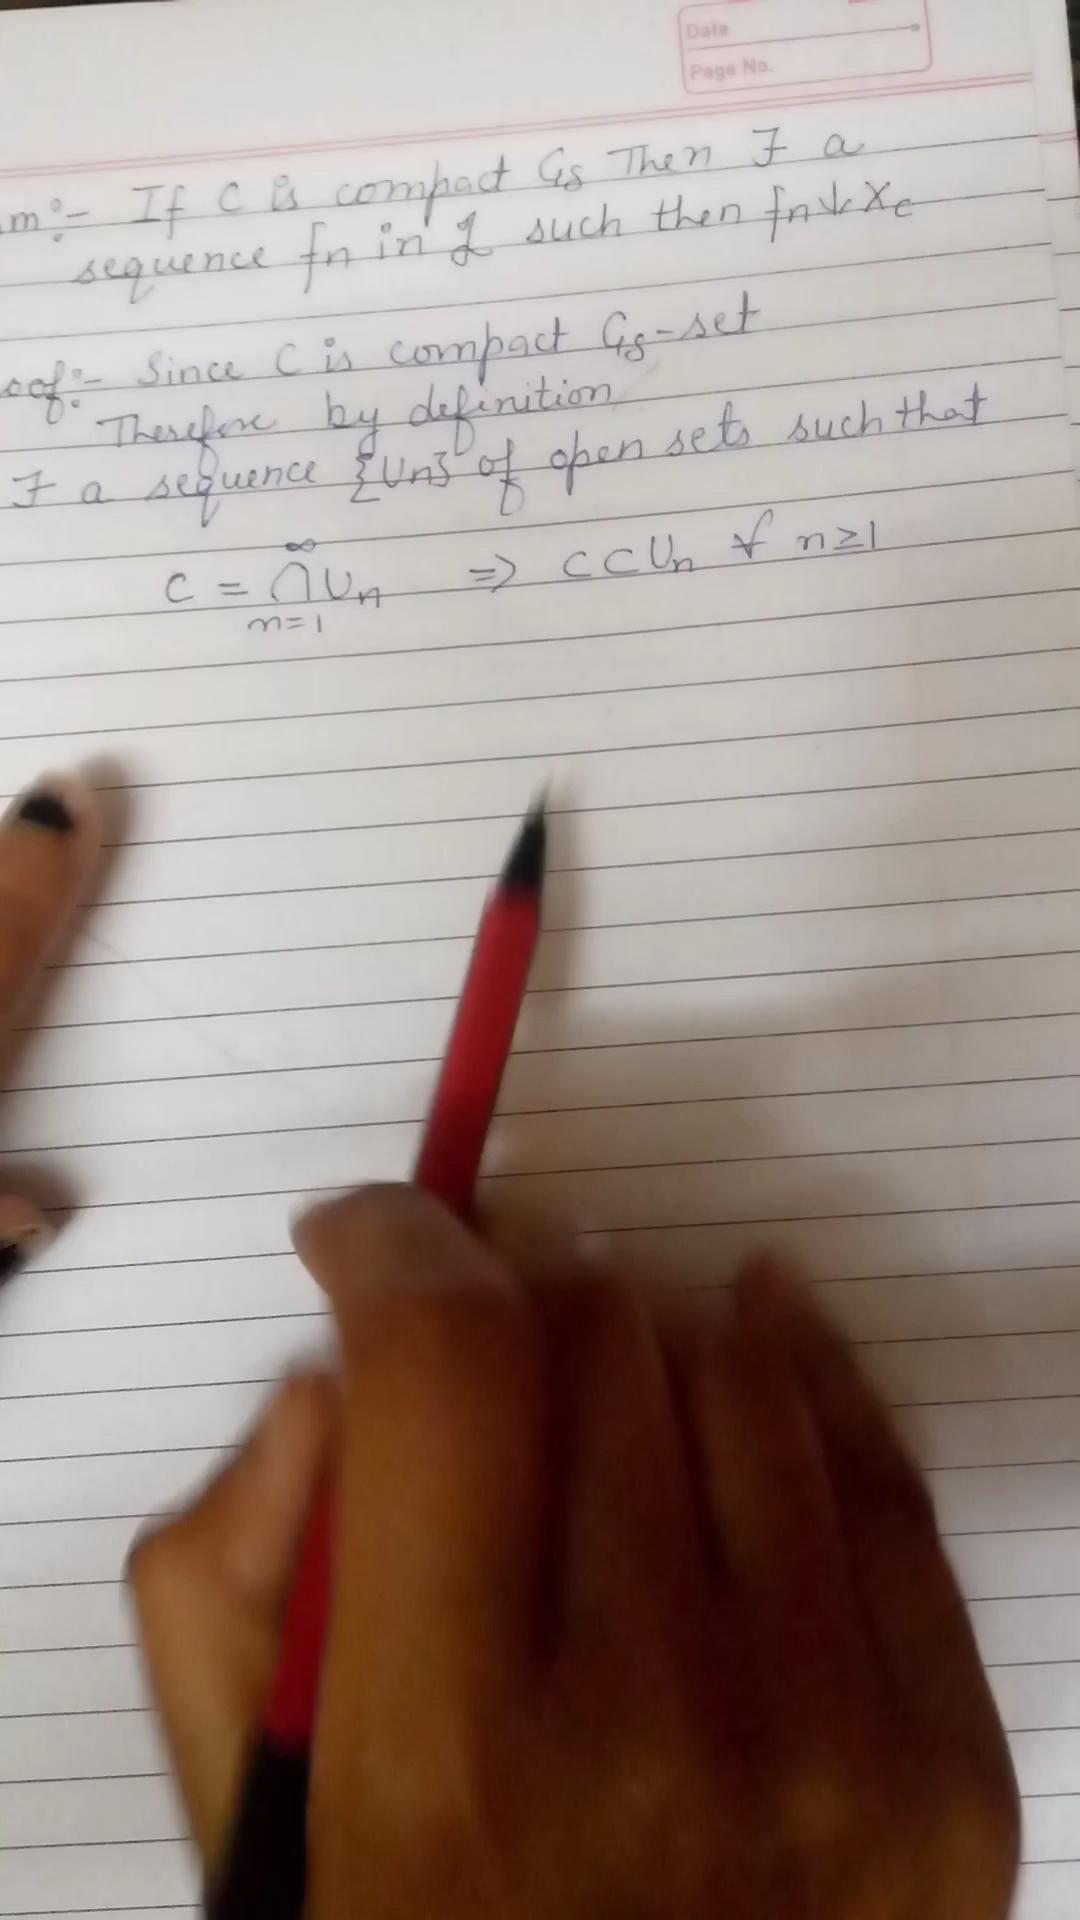 Date
Page No.
m:- If C is compact Gδ Then ∃ a
sequence fn in L such then fn↓χc
oof:- Since C is compact Gδ-set
Therefore by definition
∃ a sequence {Un} of open sets such that
C = ∞⋂n=1 Un ⇒ C⊂Un ∀ n≥1